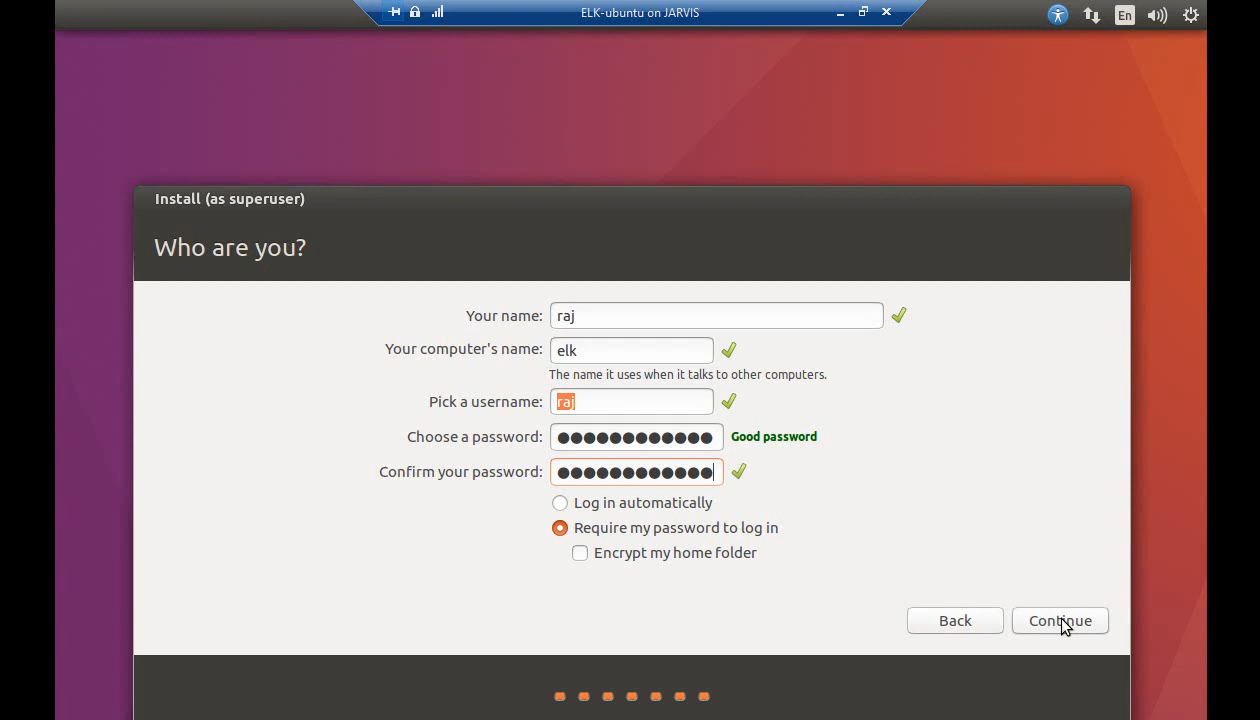 ELK-ubuntu on JARVIS
En
Install (as superuser)
Who are you?
Your name: raj
Your computer's name: elk
The name it uses when it talks to other computers.
Pick a username: raj
Choose a password: ●●●●●●●●●●●● Good password
Confirm your password: ●●●●●●●●●●●●
Log in automatically
Require my password to log in
Encrypt my home folder
Back Continue